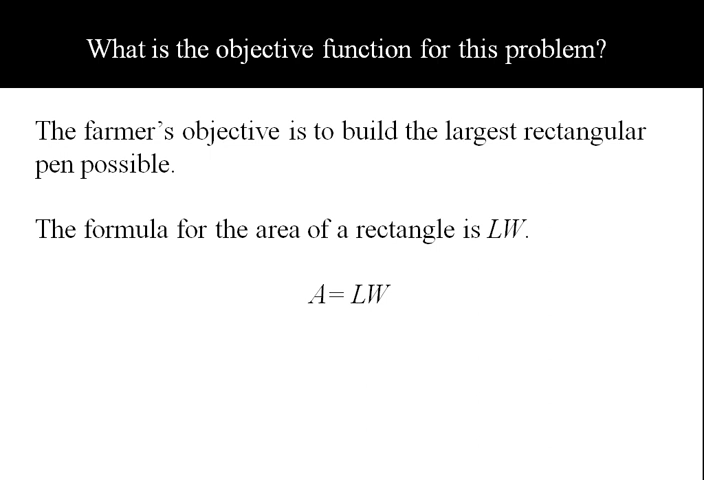 What is the objective function for this problem?
The farmer’s objective is to build the largest rectangular
pen possible.
The formula for the area of a rectangle is LW.
A= LW